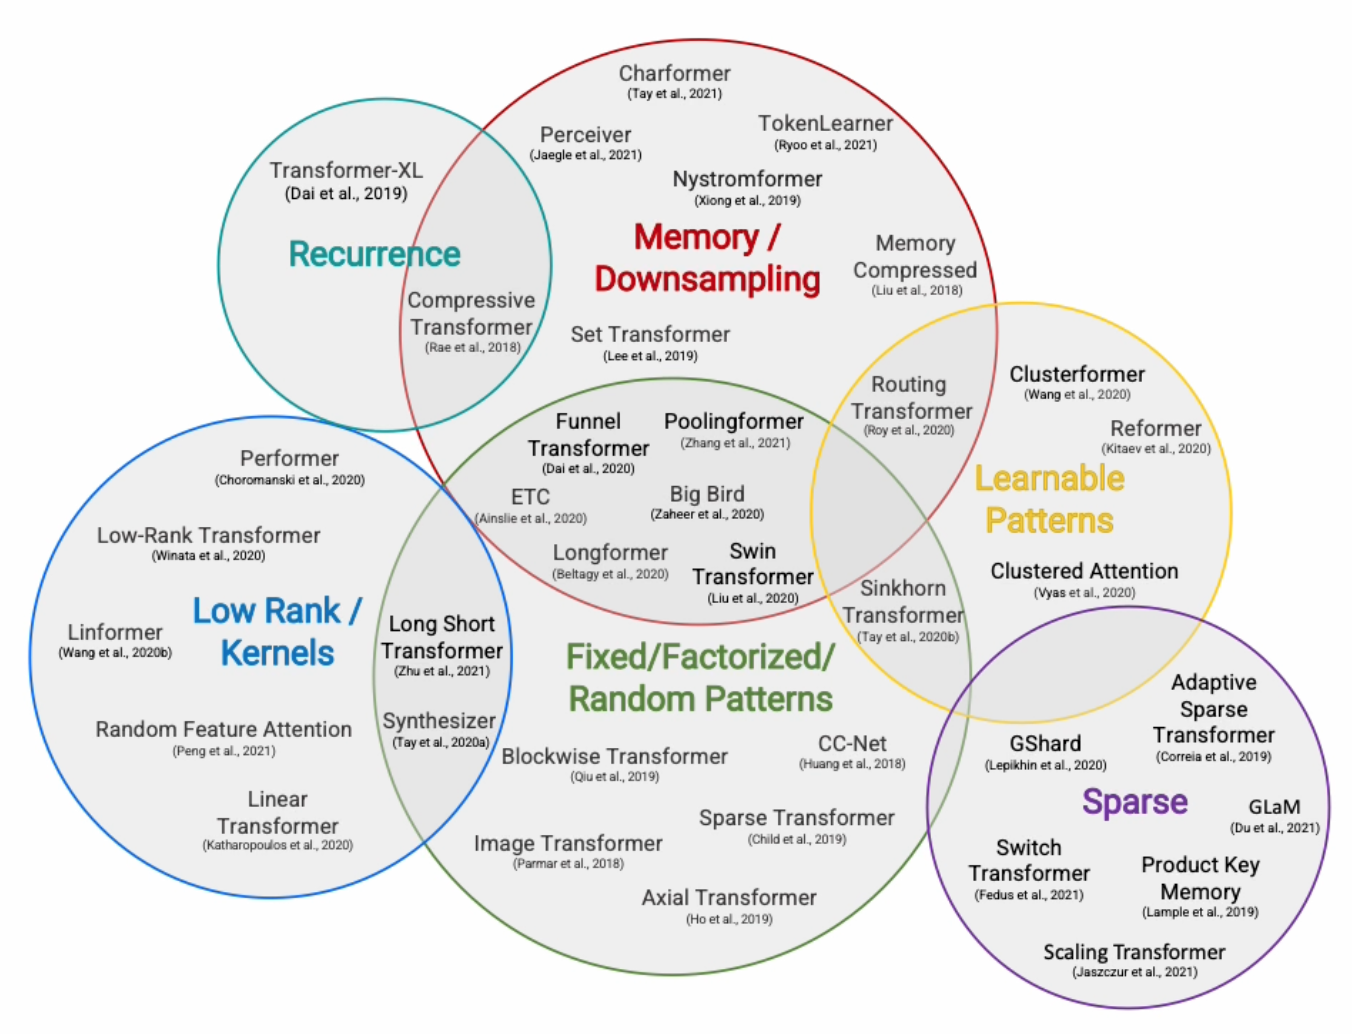 Charformer
(Tay et al., 2021)
Perceiver
(Jaegle et al., 2021)
TokenLearner
(Ryoo et al., 2021)
Transformer-XL
(Dai et al., 2019)
Nystromformer
(Xiong et al., 2019)
Recurrence
Memory /
Downsampling
Memory
Compressed
(Liu et al., 2018)
Compressive
Transformer
(Rae et al., 2018)
Set Transformer
(Lee et al., 2019)
Routing
Transformer
(Roy et al., 2020)
Clusterformer
(Wang et al., 2020)
Reformer
(Kitaev et al., 2020)
Learnable
Patterns
Clustered Attention
(Vyas et al., 2020)
Funnel
Transformer
(Dai et al., 2020)
Poolingformer
(Zhang et al., 2021)
ETC
(Ainslie et al., 2020)
Big Bird
(Zaheer et al., 2020)
Longformer
(Beltagy et al., 2020)
Swin
Transformer
(Liu et al., 2020)
Sinkhorn
Transformer
(Tay et al., 2020b)
Performer
(Choromanski et al., 2020)
Low-Rank Transformer
(Winata et al., 2020)
Low Rank /
Kernels
Linformer
(Wang et al., 2020b)
Random Feature Attention
(Peng et al., 2021)
Linear
Transformer
(Katharopoulos et al., 2020)
Long Short
Transformer
(Zhu et al., 2021)
Synthesizer
(Tay et al., 2020a)
Fixed/Factorized/
Random Patterns
Blockwise Transformer
(Qiu et al., 2019)
CC-Net
(Huang et al., 2018)
Sparse Transformer
(Child et al., 2019)
Image Transformer
(Parmar et al., 2018)
Axial Transformer
(Ho et al., 2019)
Adaptive
Sparse
Transformer
(Correia et al., 2019)
GShard
(Lepikhin et al., 2020)
Sparse
GLaM
(Du et al., 2021)
Switch
Transformer
(Fedus et al., 2021)
Product Key
Memory
(Lample et al., 2019)
Scaling Transformer
(Jaszczur et al., 2021)